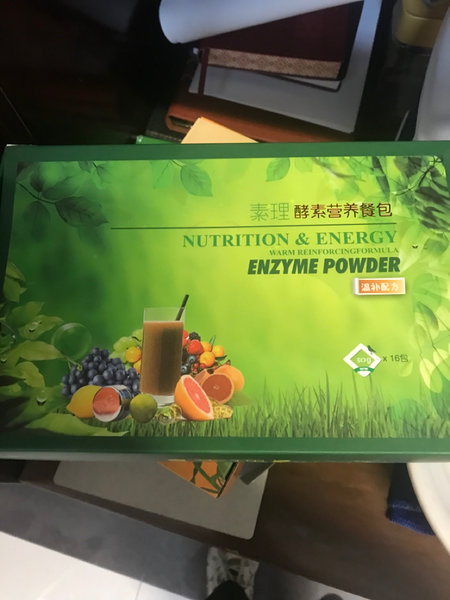 素理 酵素营养餐包
NUTRITION & ENERGY
WARM REINFORCINGFORMULA
ENZYME POWDER
温补配方
30g x 16包